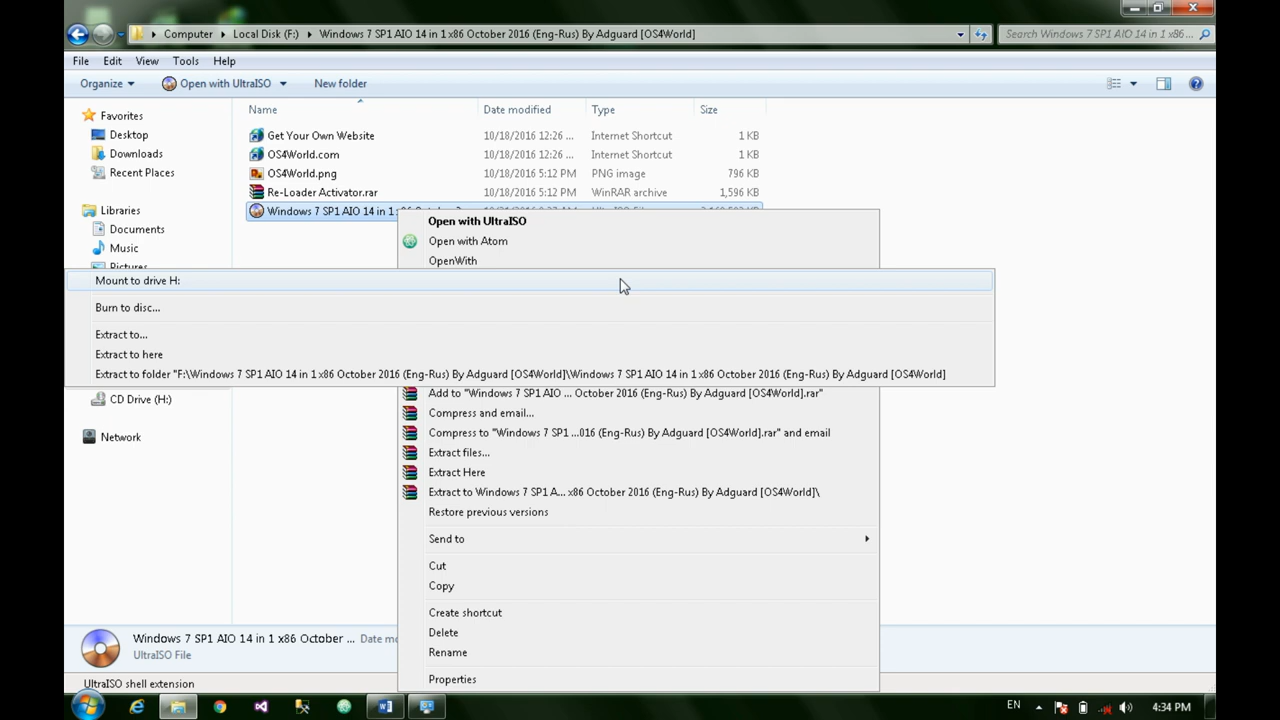 Computer ▸ Local Disk (F:) ▸ Windows 7 SP1 AIO 14 in 1 x86 October 2016 (Eng-Rus) By Adguard [OS4World]
Search Windows 7 SP1 AIO 14 in 1 x86 ...
File Edit View Tools Help
Organize Open with UltraISO New folder
Name Date modified Type Size
Favorites
Desktop
Downloads
Recent Places
Libraries
Documents
Music
Pictures
Get Your Own Website 10/18/2016 12:26 ... Internet Shortcut 1 KB
OS4World.com 10/18/2016 12:26 ... Internet Shortcut 1 KB
OS4World.png 10/18/2016 5:12 PM PNG image 796 KB
Re-Loader Activator.rar 10/18/2016 5:12 PM WinRAR archive 1,596 KB
Windows 7 SP1 AIO 14 in 1
Open with UltraISO
Open with Atom
OpenWith
Mount to drive H:
Burn to disc...
Extract to...
Extract to here
Extract to folder "F:\Windows 7 SP1 AIO 14 in 1 x86 October 2016 (Eng-Rus) By Adguard [OS4World]\Windows 7 SP1 AIO 14 in 1 x86 October 2016 (Eng-Rus) By Adguard [OS4World]
CD Drive (H:)
Network
Add to "Windows 7 SP1 AIO ... October 2016 (Eng-Rus) By Adguard [OS4World].rar"
Compress and email...
Compress to "Windows 7 SP1 ...016 (Eng-Rus) By Adguard [OS4World].rar" and email
Extract files...
Extract Here
Extract to Windows 7 SP1 A... x86 October 2016 (Eng-Rus) By Adguard [OS4World]\
Restore previous versions
Send to
Cut
Copy
Create shortcut
Delete
Rename
Properties
Windows 7 SP1 AIO 14 in 1 x86 October ... Date mo
UltraISO File
UltraISO shell extension
EN 4:34 PM